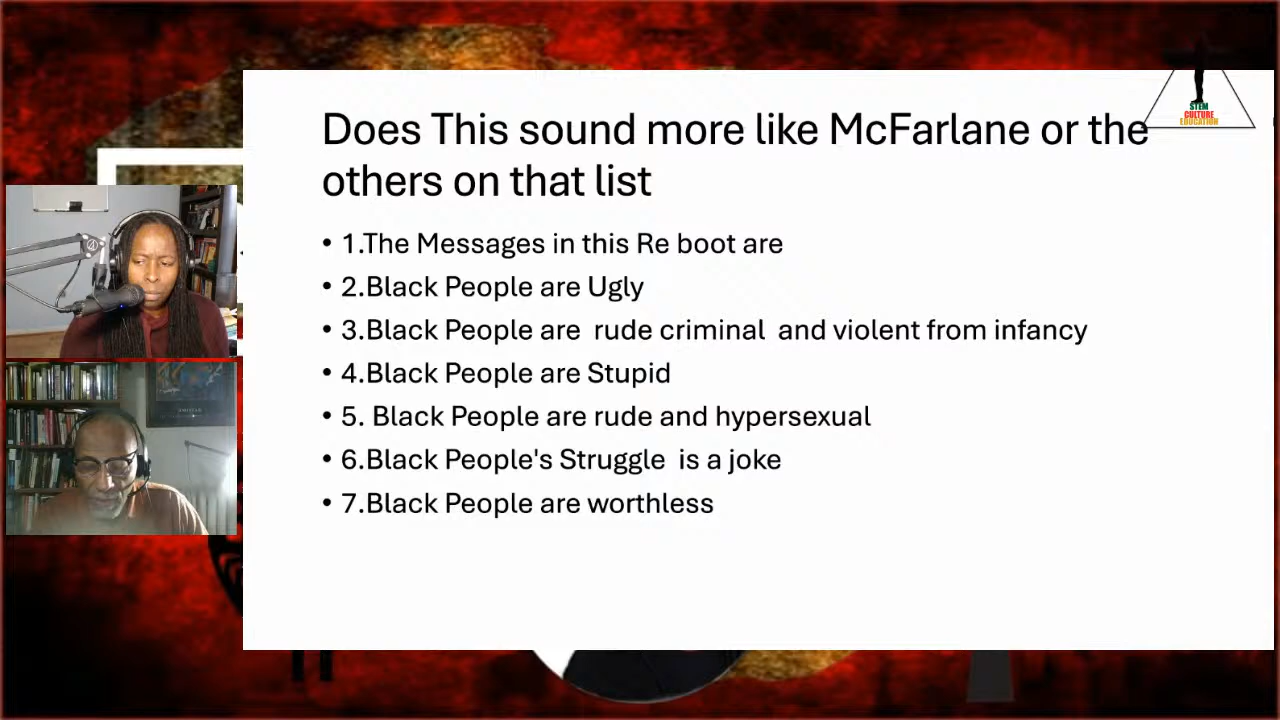 Does This sound more like McFarlane or the
others on that list
• 1.The Messages in this Re boot are
• 2.Black People are Ugly
• 3.Black People are  rude criminal  and violent from infancy
• 4.Black People are Stupid
• 5. Black People are rude and hypersexual
• 6.Black People's Struggle  is a joke
• 7.Black People are worthless
STEM
CULTURE
EDUCATION